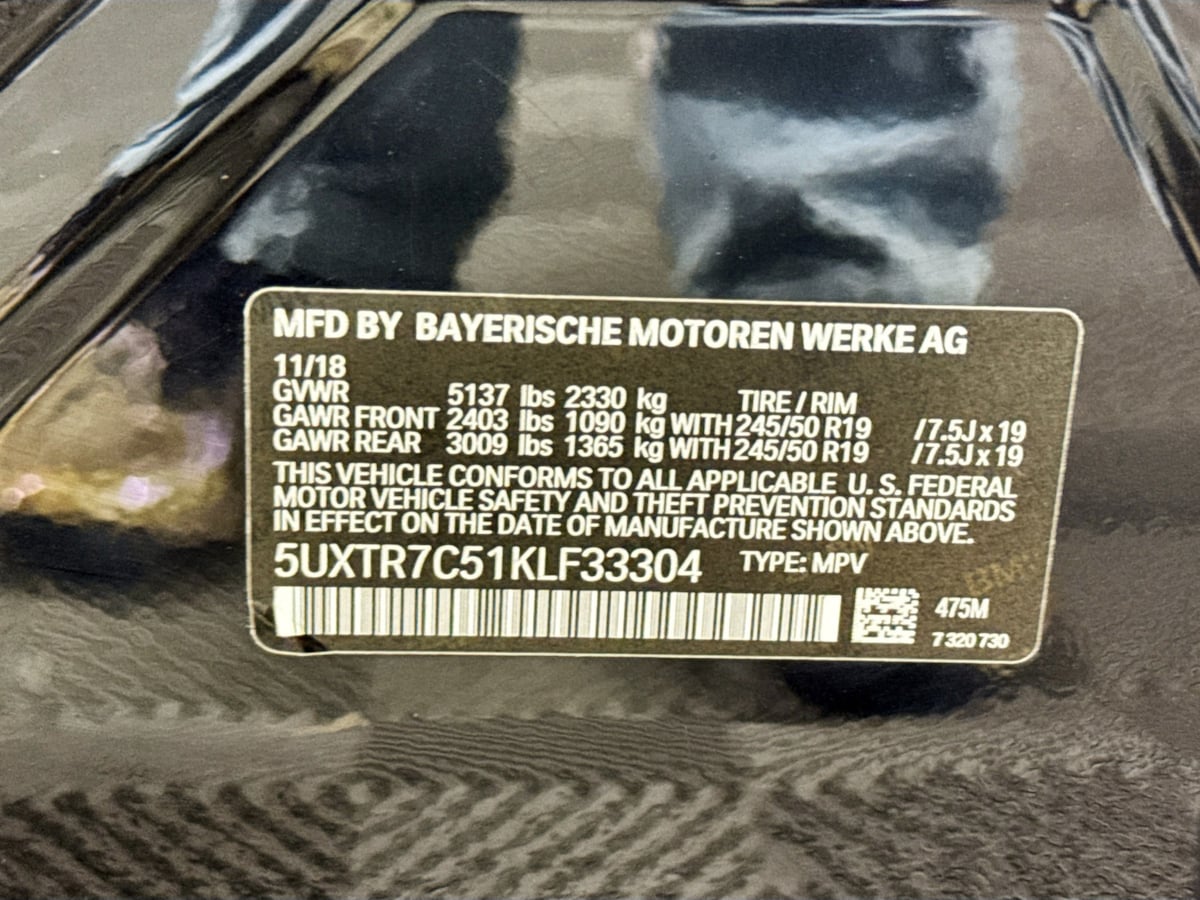 MFD BY BAYERISCHE MOTOREN WERKE AG
11/18
GVWR 5137 lbs 2330 kg TIRE / RIM
GAWR FRONT 2403 lbs 1090 kg WITH 245/50 R19 /7.5J x 19
GAWR REAR 3009 lbs 1365 kg WITH 245/50 R19 /7.5J x 19
THIS VEHICLE CONFORMS TO ALL APPLICABLE U. S. FEDERAL
MOTOR VEHICLE SAFETY AND THEFT PREVENTION STANDARDS
IN EFFECT ON THE DATE OF MANUFACTURE SHOWN ABOVE.
5UXTR7C51KLF33304 TYPE: MPV
475M
7 320 730